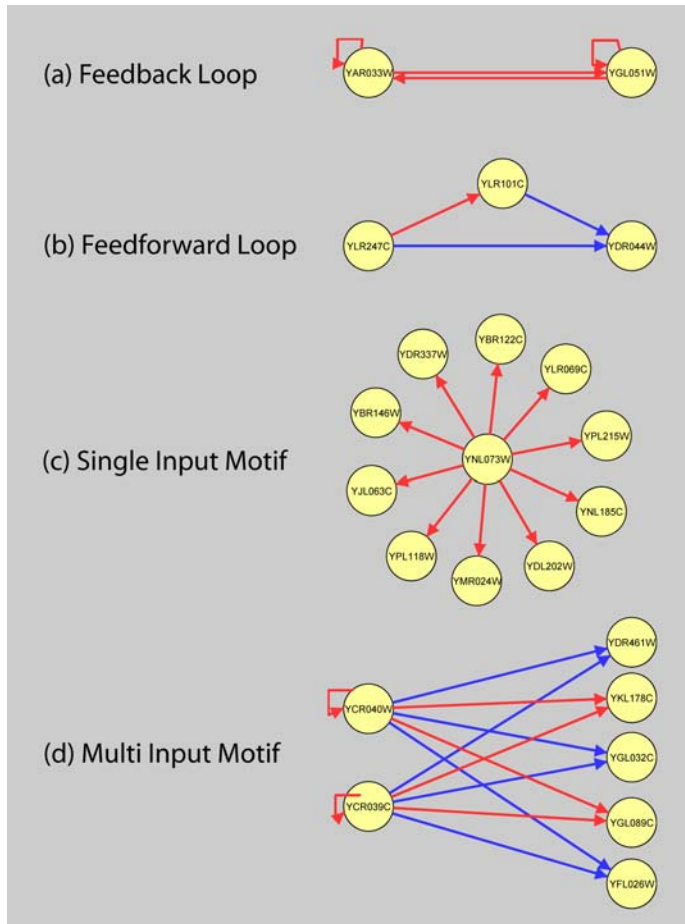 (a) Feedback Loop
YAR033W
YGL051W
(b) Feedforward Loop
YLR101C
YLR247C
YDR044W
(c) Single Input Motif
YBR122C
YDR337W
YLR069C
YBR146W
YPL215W
YNL073W
YJL063C
YNL185C
YPL118W
YDL202W
YMR024W
(d) Multi Input Motif
YDR461W
YKL178C
YCR040W
YGL032C
YCR039C
YGL089C
YFL026W